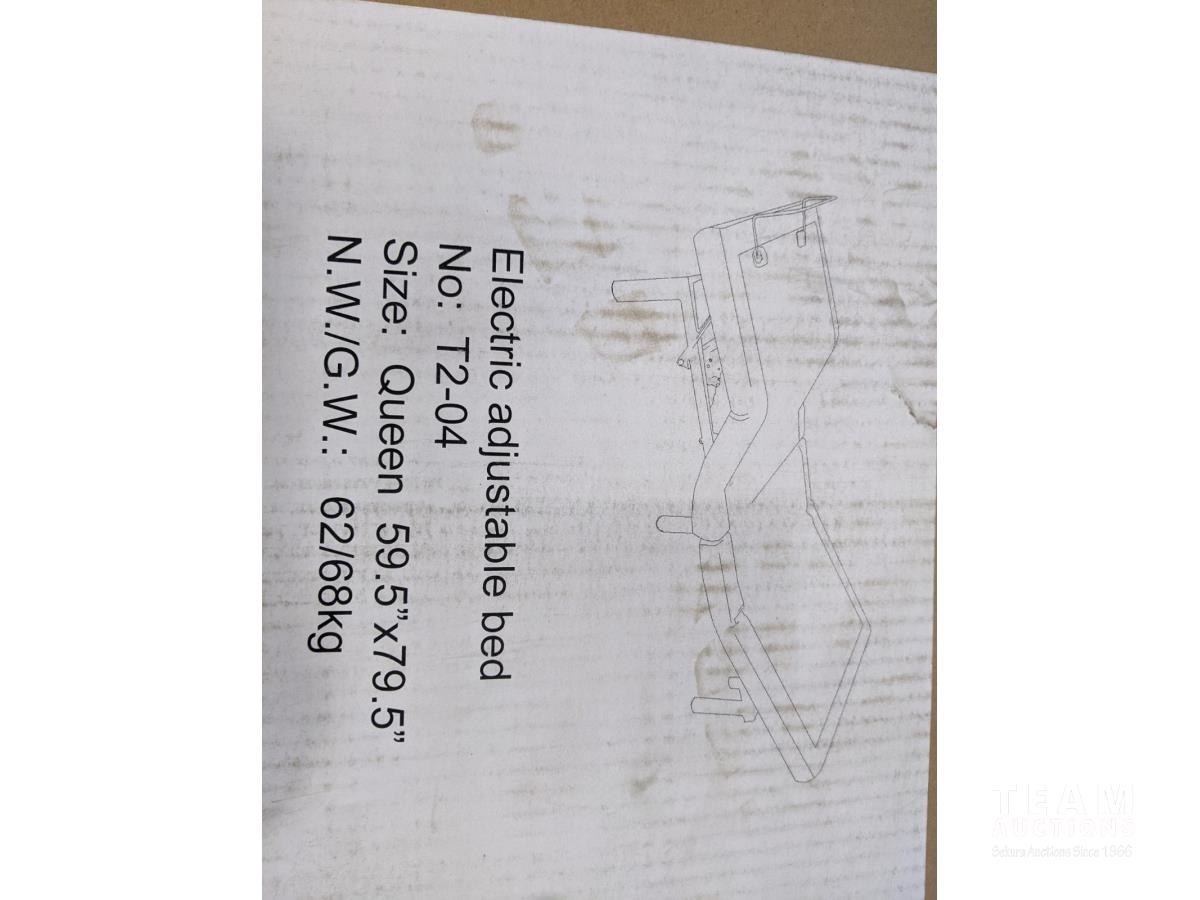 Electric adjustable bed
No: T2-04
Size: Queen 59.5”x79.5”
N.W./G.W.: 62/68kg
TEAM
AUCTIONS
Sekura Auctions Since 1966